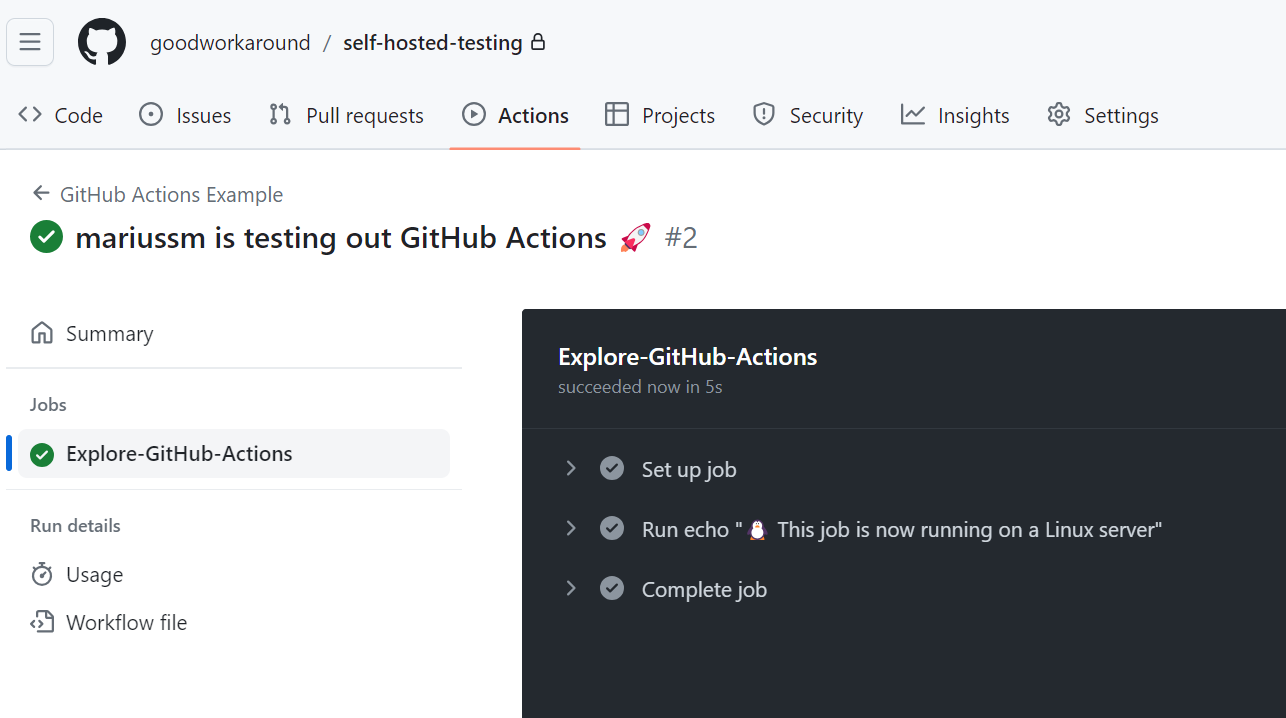 goodworkaround / self-hosted-testing
Code Issues Pull requests Actions Projects Security Insights Settings
GitHub Actions Example
mariussm is testing out GitHub Actions 🚀 #2
Summary
Jobs
Explore-GitHub-Actions
Run details
Usage
Workflow file
Explore-GitHub-Actions
succeeded now in 5s
Set up job
Run echo "🐧 This job is now running on a Linux server"
Complete job